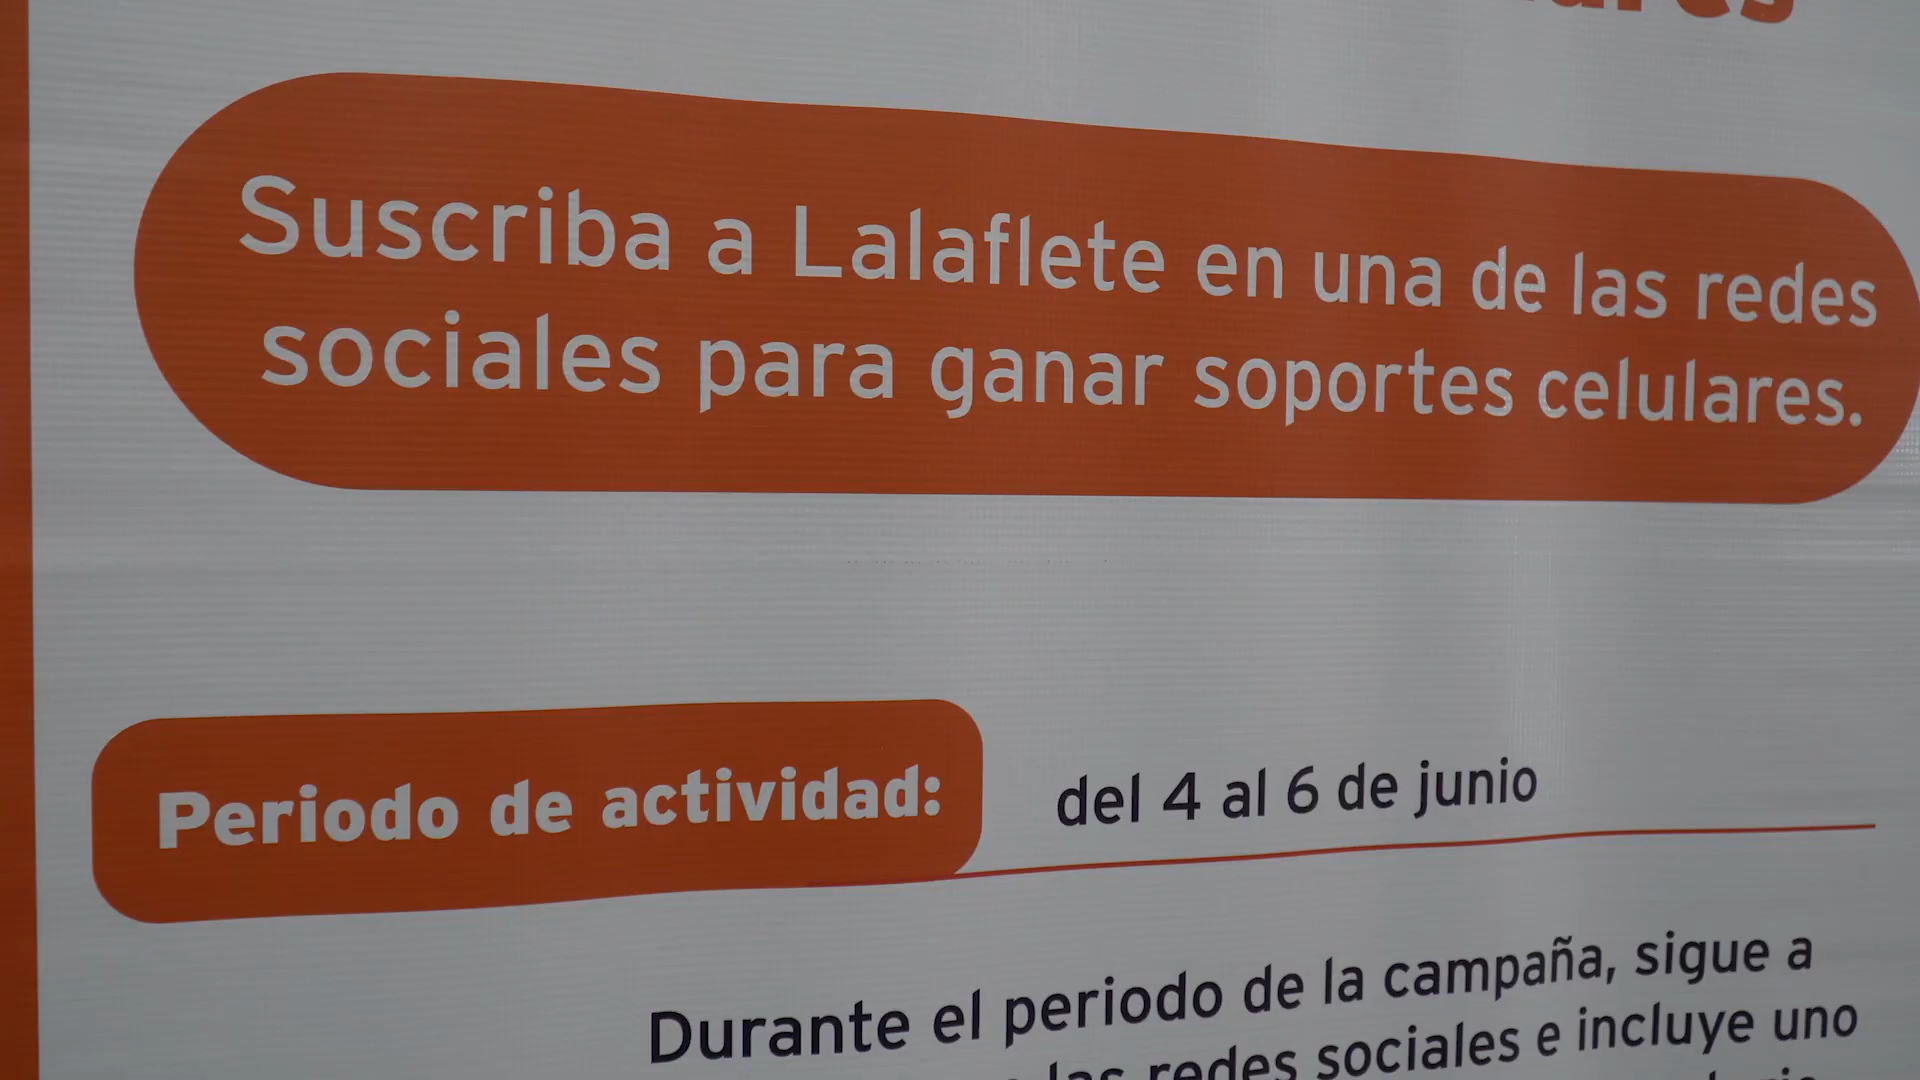 Suscriba a Lalaflete en una de las redes
sociales para ganar soportes celulares.
Periodo de actividad: del 4 al 6 de junio
Durante el periodo de la campaña, sigue a
las redes sociales e incluye uno